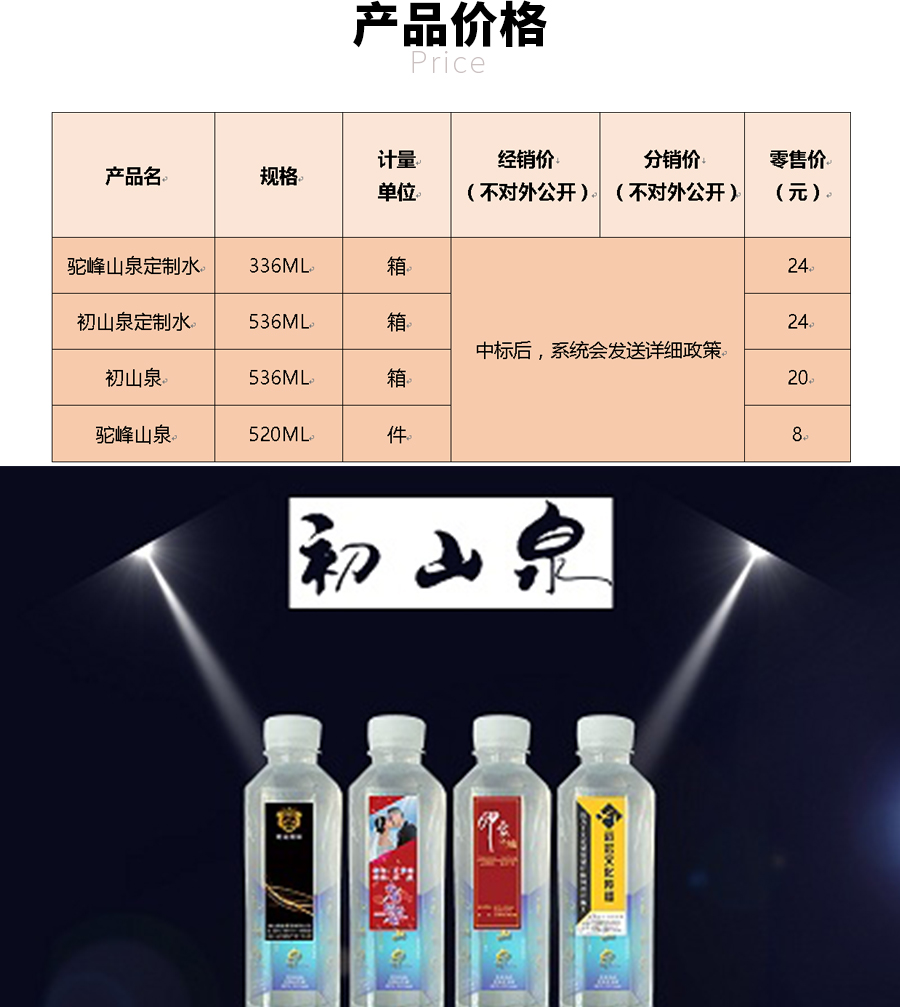 产品价格
Price
产品名 规格 计量单位 经销价（不对外公开） 分销价（不对外公开） 零售价（元）
驼峰山泉定制水 336ML 箱 24
初山泉定制水 536ML 箱 24
中标后，系统会发送详细政策
初山泉 536ML 箱 20
驼峰山泉 520ML 件 8
初山泉